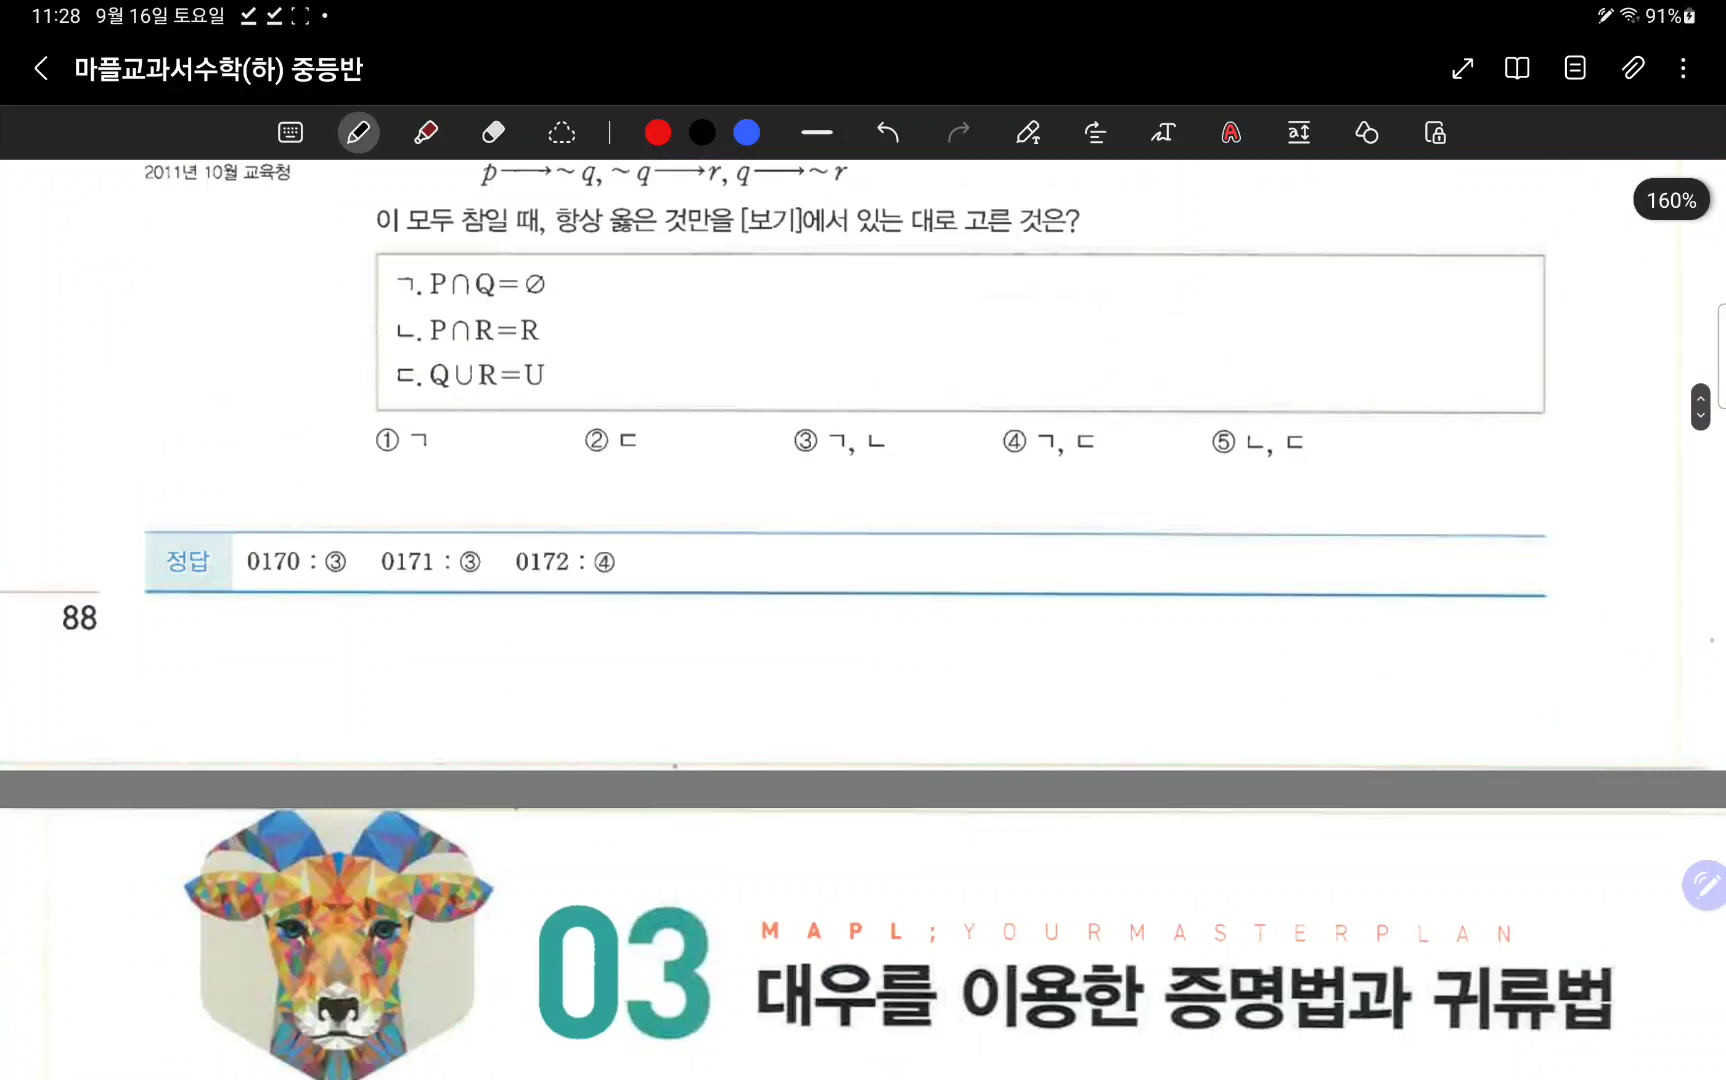 11:28 9월 16일 토요일
91%
마플교과서수학(하) 중등반
2011년 10월 교육청
p⟶~q, ~q⟶r, q⟶~r
160%
이 모두 참일 때, 항상 옳은 것만을 [보기]에서 있는 대로 고른 것은?
ㄱ. P∩Q=∅
ㄴ. P∩R=R
ㄷ. Q∪R=U
① ㄱ ② ㄷ ③ ㄱ, ㄴ ④ ㄱ, ㄷ ⑤ ㄴ, ㄷ
정답 0170 : ③ 0171 : ③ 0172 : ④
88
03
MAPL; YOURMASTERPLAN
대우를 이용한 증명법과 귀류법